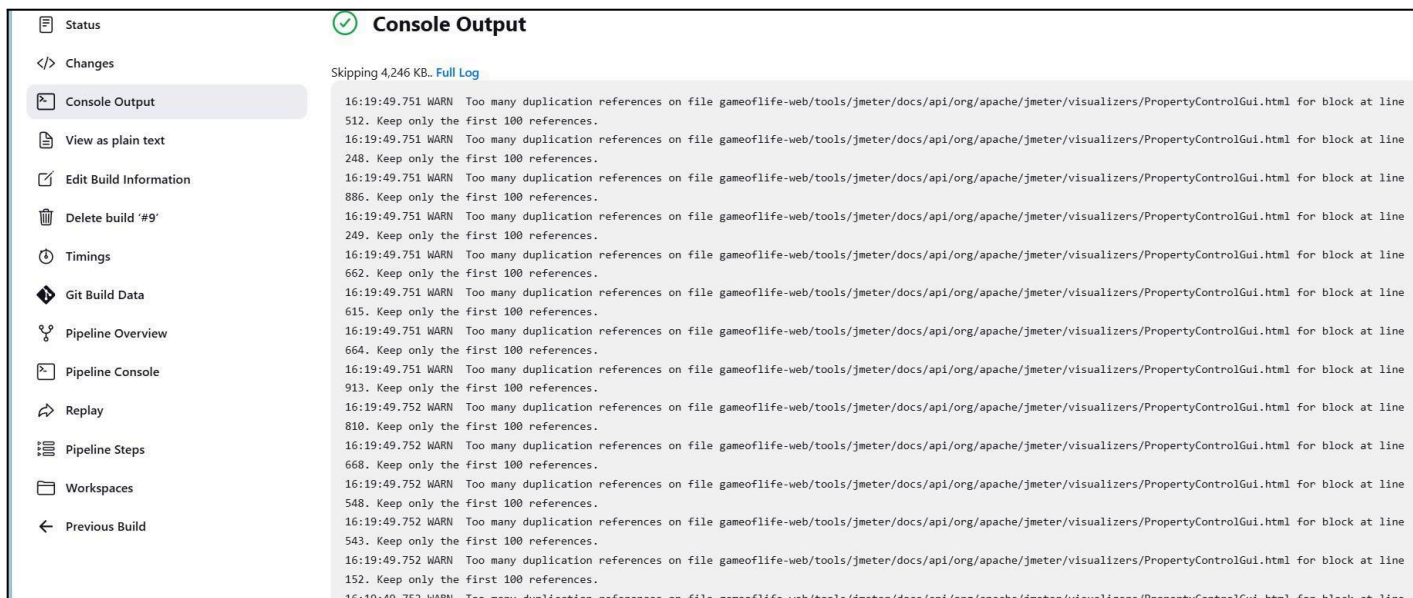 Status
Changes
Console Output
View as plain text
Edit Build Information
Delete build ‘#9’
Timings
Git Build Data
Pipeline Overview
Pipeline Console
Replay
Pipeline Steps
Workspaces
Previous Build
Console Output
Skipping 4,246 KB.. Full Log
16:19:49.751 WARN  Too many duplication references on file gameoflife-web/tools/jmeter/docs/api/org/apache/jmeter/visualizers/PropertyControlGui.html for block at line
512. Keep only the first 100 references.
16:19:49.751 WARN  Too many duplication references on file gameoflife-web/tools/jmeter/docs/api/org/apache/jmeter/visualizers/PropertyControlGui.html for block at line
248. Keep only the first 100 references.
16:19:49.751 WARN  Too many duplication references on file gameoflife-web/tools/jmeter/docs/api/org/apache/jmeter/visualizers/PropertyControlGui.html for block at line
886. Keep only the first 100 references.
16:19:49.751 WARN  Too many duplication references on file gameoflife-web/tools/jmeter/docs/api/org/apache/jmeter/visualizers/PropertyControlGui.html for block at line
249. Keep only the first 100 references.
16:19:49.751 WARN  Too many duplication references on file gameoflife-web/tools/jmeter/docs/api/org/apache/jmeter/visualizers/PropertyControlGui.html for block at line
662. Keep only the first 100 references.
16:19:49.751 WARN  Too many duplication references on file gameoflife-web/tools/jmeter/docs/api/org/apache/jmeter/visualizers/PropertyControlGui.html for block at line
615. Keep only the first 100 references.
16:19:49.751 WARN  Too many duplication references on file gameoflife-web/tools/jmeter/docs/api/org/apache/jmeter/visualizers/PropertyControlGui.html for block at line
664. Keep only the first 100 references.
16:19:49.751 WARN  Too many duplication references on file gameoflife-web/tools/jmeter/docs/api/org/apache/jmeter/visualizers/PropertyControlGui.html for block at line
913. Keep only the first 100 references.
16:19:49.752 WARN  Too many duplication references on file gameoflife-web/tools/jmeter/docs/api/org/apache/jmeter/visualizers/PropertyControlGui.html for block at line
810. Keep only the first 100 references.
16:19:49.752 WARN  Too many duplication references on file gameoflife-web/tools/jmeter/docs/api/org/apache/jmeter/visualizers/PropertyControlGui.html for block at line
668. Keep only the first 100 references.
16:19:49.752 WARN  Too many duplication references on file gameoflife-web/tools/jmeter/docs/api/org/apache/jmeter/visualizers/PropertyControlGui.html for block at line
548. Keep only the first 100 references.
16:19:49.752 WARN  Too many duplication references on file gameoflife-web/tools/jmeter/docs/api/org/apache/jmeter/visualizers/PropertyControlGui.html for block at line
543. Keep only the first 100 references.
16:19:49.752 WARN  Too many duplication references on file gameoflife-web/tools/jmeter/docs/api/org/apache/jmeter/visualizers/PropertyControlGui.html for block at line
152. Keep only the first 100 references.